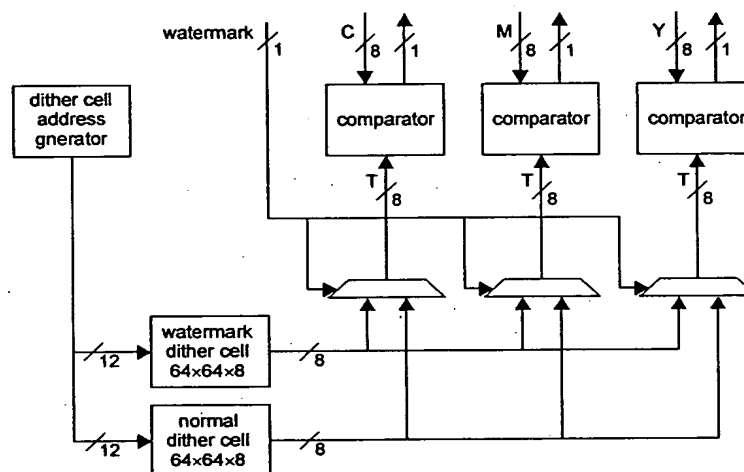 watermark 1 C 8 1 M 8 1 Y 8 1
dither cell
address
gnerator
comparator comparator comparator
T 8 T 8 T 8
watermark
dither cell
64×64×8
12 8
normal
dither cell
64×64×8
12 8